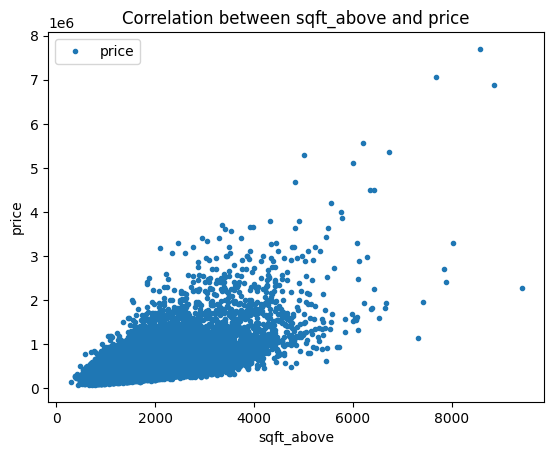 Correlation between sqft_above and price
1e6
price
8
7
6
5
4
3
2
1
0
price
0 2000 4000 6000 8000
sqft_above